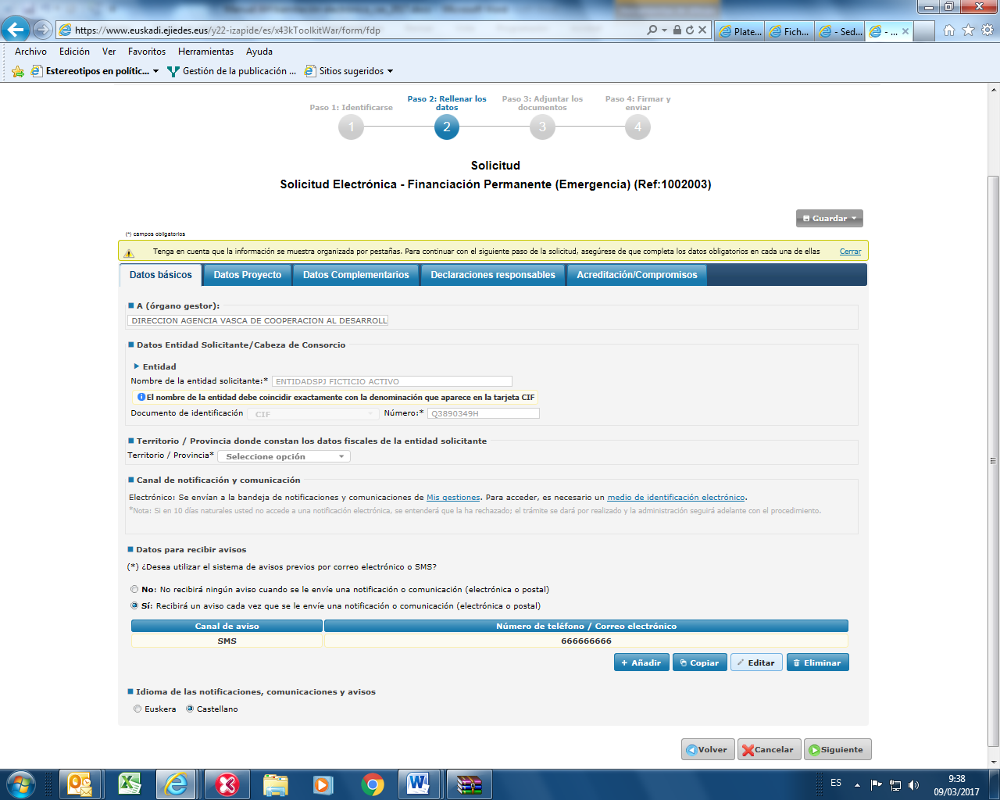 https://www.euskadi.ejiedes.eus/y22-izapide/es/x43kToolkitWar/form/fdp
Plate...
Fich...
- Sed...
- ...
Archivo Edición Ver Favoritos Herramientas Ayuda
Estereotipos en polític... Gestión de la publicación ... Sitios sugeridos
Paso 1: Identificarse
Paso 2: Rellenar los datos
Paso 3: Adjuntar los documentos
Paso 4: Firmar y enviar
1 2 3 4
Solicitud
Solicitud Electrónica - Financiación Permanente (Emergencia) (Ref:1002003)
Guardar
(*) campos obligatorios
Tenga en cuenta que la información se muestra organizada por pestañas. Para continuar con el siguiente paso de la solicitud, asegúrese de que completa los datos obligatorios en cada una de ellas Cerrar
Datos básicos Datos Proyecto Datos Complementarios Declaraciones responsables Acreditación/Compromisos
A (órgano gestor):
DIRECCION AGENCIA VASCA DE COOPERACION AL DESARROLL
Datos Entidad Solicitante/Cabeza de Consorcio
Entidad
Nombre de la entidad solicitante:* ENTIDADSPJ FICTICIO ACTIVO
El nombre de la entidad debe coincidir exactamente con la denominación que aparece en la tarjeta CIF
Documento de identificación CIF Número:* Q3890349H
Territorio / Provincia donde constan los datos fiscales de la entidad solicitante
Territorio / Provincia* Seleccione opción
Canal de notificación y comunicación
Electrónico: Se envían a la bandeja de notificaciones y comunicaciones de Mis gestiones. Para acceder, es necesario un medio de identificación electrónico.
*Nota: Si en 10 días naturales usted no accede a una notificación electrónica, se entenderá que la ha rechazado; el trámite se dará por realizado y la administración seguirá adelante con el procedimiento.
Datos para recibir avisos
(*) ¿Desea utilizar el sistema de avisos previos por correo electrónico o SMS?
No: No recibirá ningún aviso cuando se le envíe una notificación o comunicación (electrónica o postal)
Sí: Recibirá un aviso cada vez que se le envíe una notificación o comunicación (electrónica o postal)
Canal de aviso Número de teléfono / Correo electrónico
SMS 666666666
+ Añadir Copiar Editar Eliminar
Idioma de las notificaciones, comunicaciones y avisos
Euskera Castellano
Volver Cancelar Siguiente
ES
9:38
09/03/2017